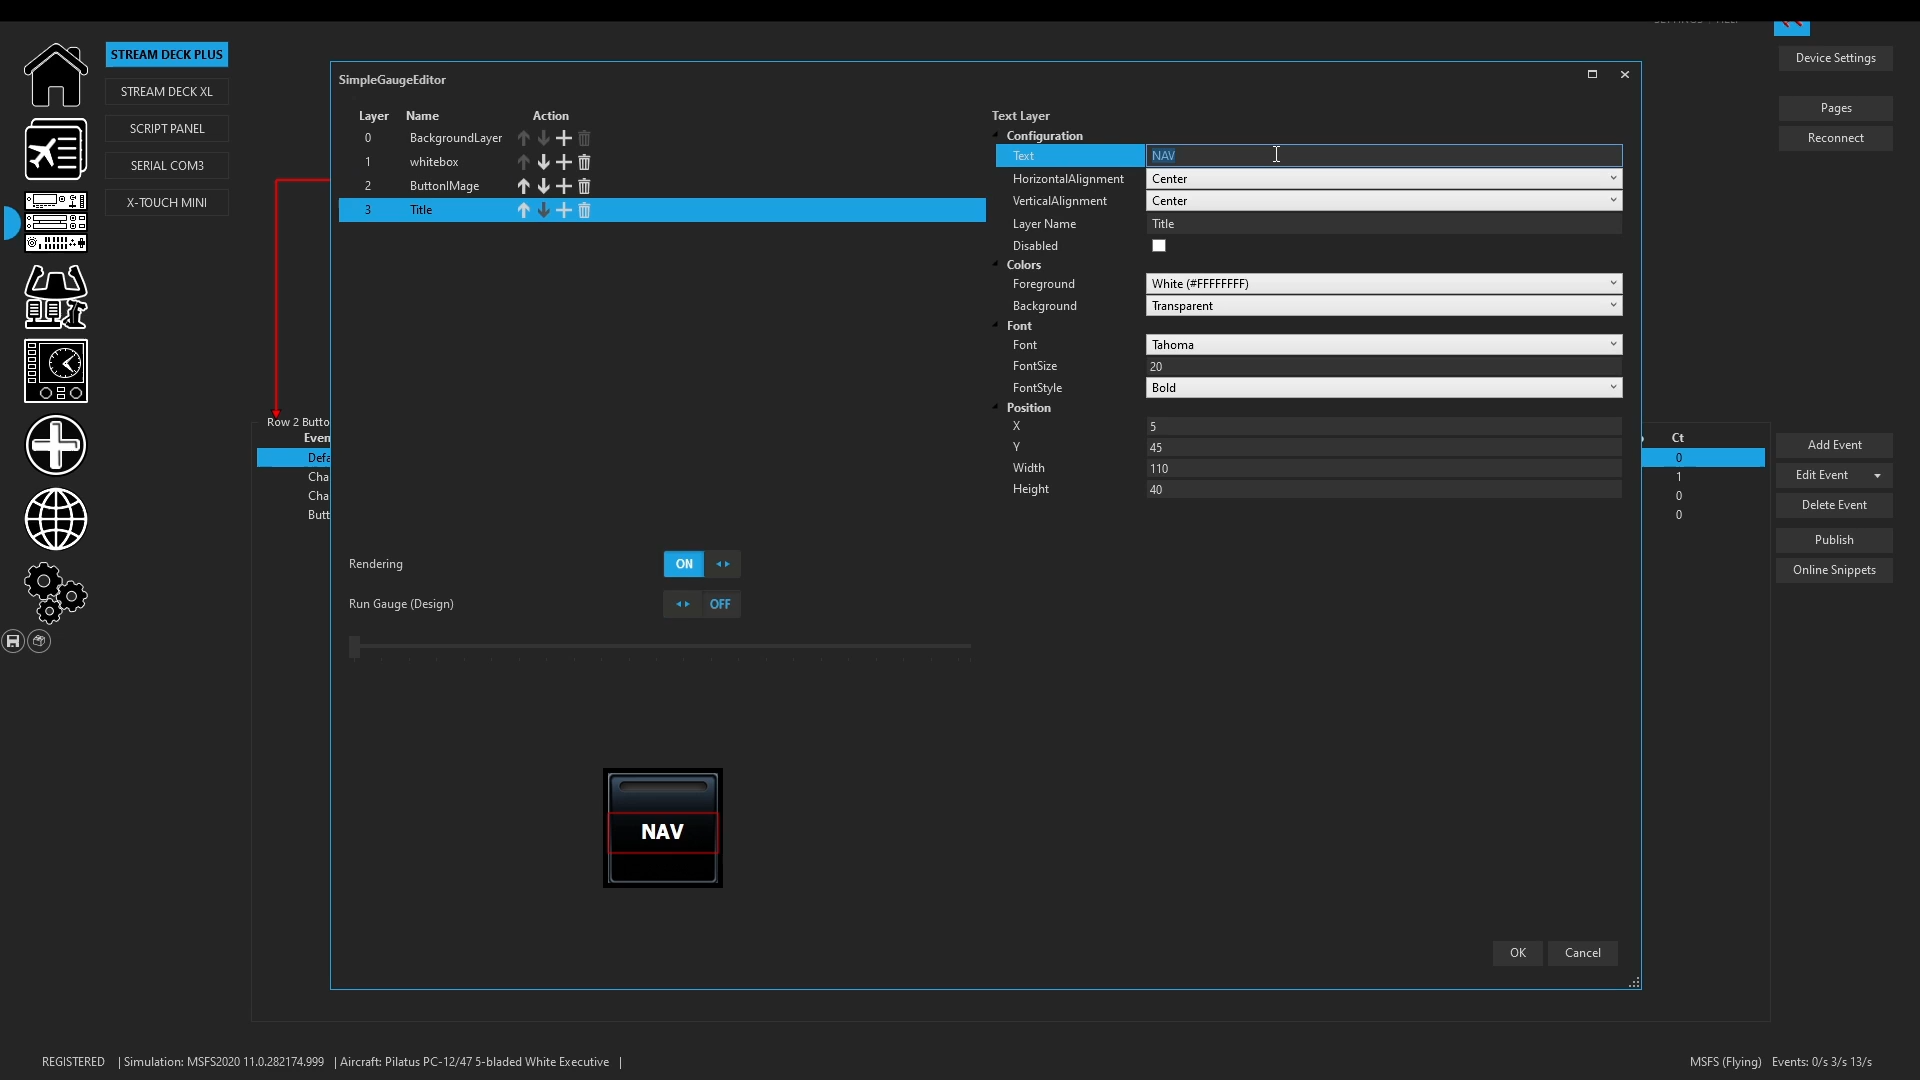 Device Settings
Pages
Reconnect
STREAM DECK PLUS
STREAM DECK XL
SCRIPT PANEL
SERIAL COM3
X-TOUCH MINI
SimpleGaugeEditor
Layer Name Action
0 BackgroundLayer
1 whitebox
2 ButtonIMage
3 Title
Text Layer
Configuration
Text NAV
HorizontalAlignment Center
VerticalAlignment Center
Layer Name Title
Disabled
Colors
Foreground White (#FFFFFFFF)
Background Transparent
Font
Font Tahoma
FontSize 20
FontStyle Bold
Position
X 5
Y 45
Width 110
Height 40
Row 2 Butto
Even
Defa
Cha
Cha
Butt
Ct
0
1
0
0
Add Event
Edit Event
Delete Event
Publish
Online Snippets
Rendering ON
Run Gauge (Design) OFF
NAV
OK Cancel
REGISTERED | Simulation: MSFS2020 11.0.282174.999 | Aircraft: Pilatus PC-12/47 5-bladed White Executive |
MSFS (Flying) Events: 0/s 3/s 13/s